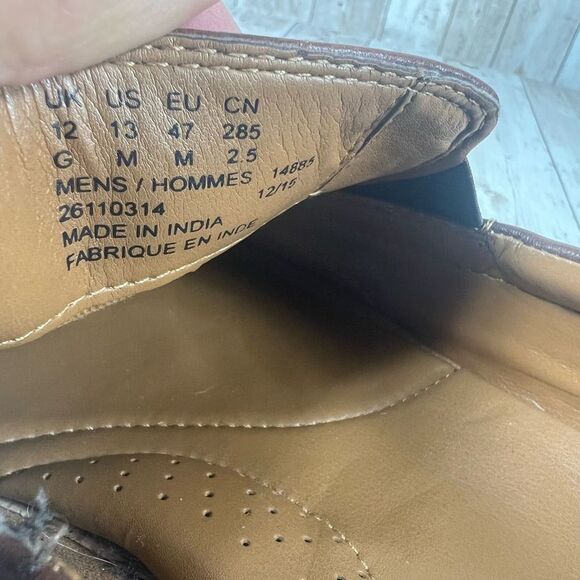 UK US EU CN
12 13 47 285
G M M 2.5
MENS / HOMMES 14885
26110314 12/15
MADE IN INDIA
FABRIQUE EN INDE